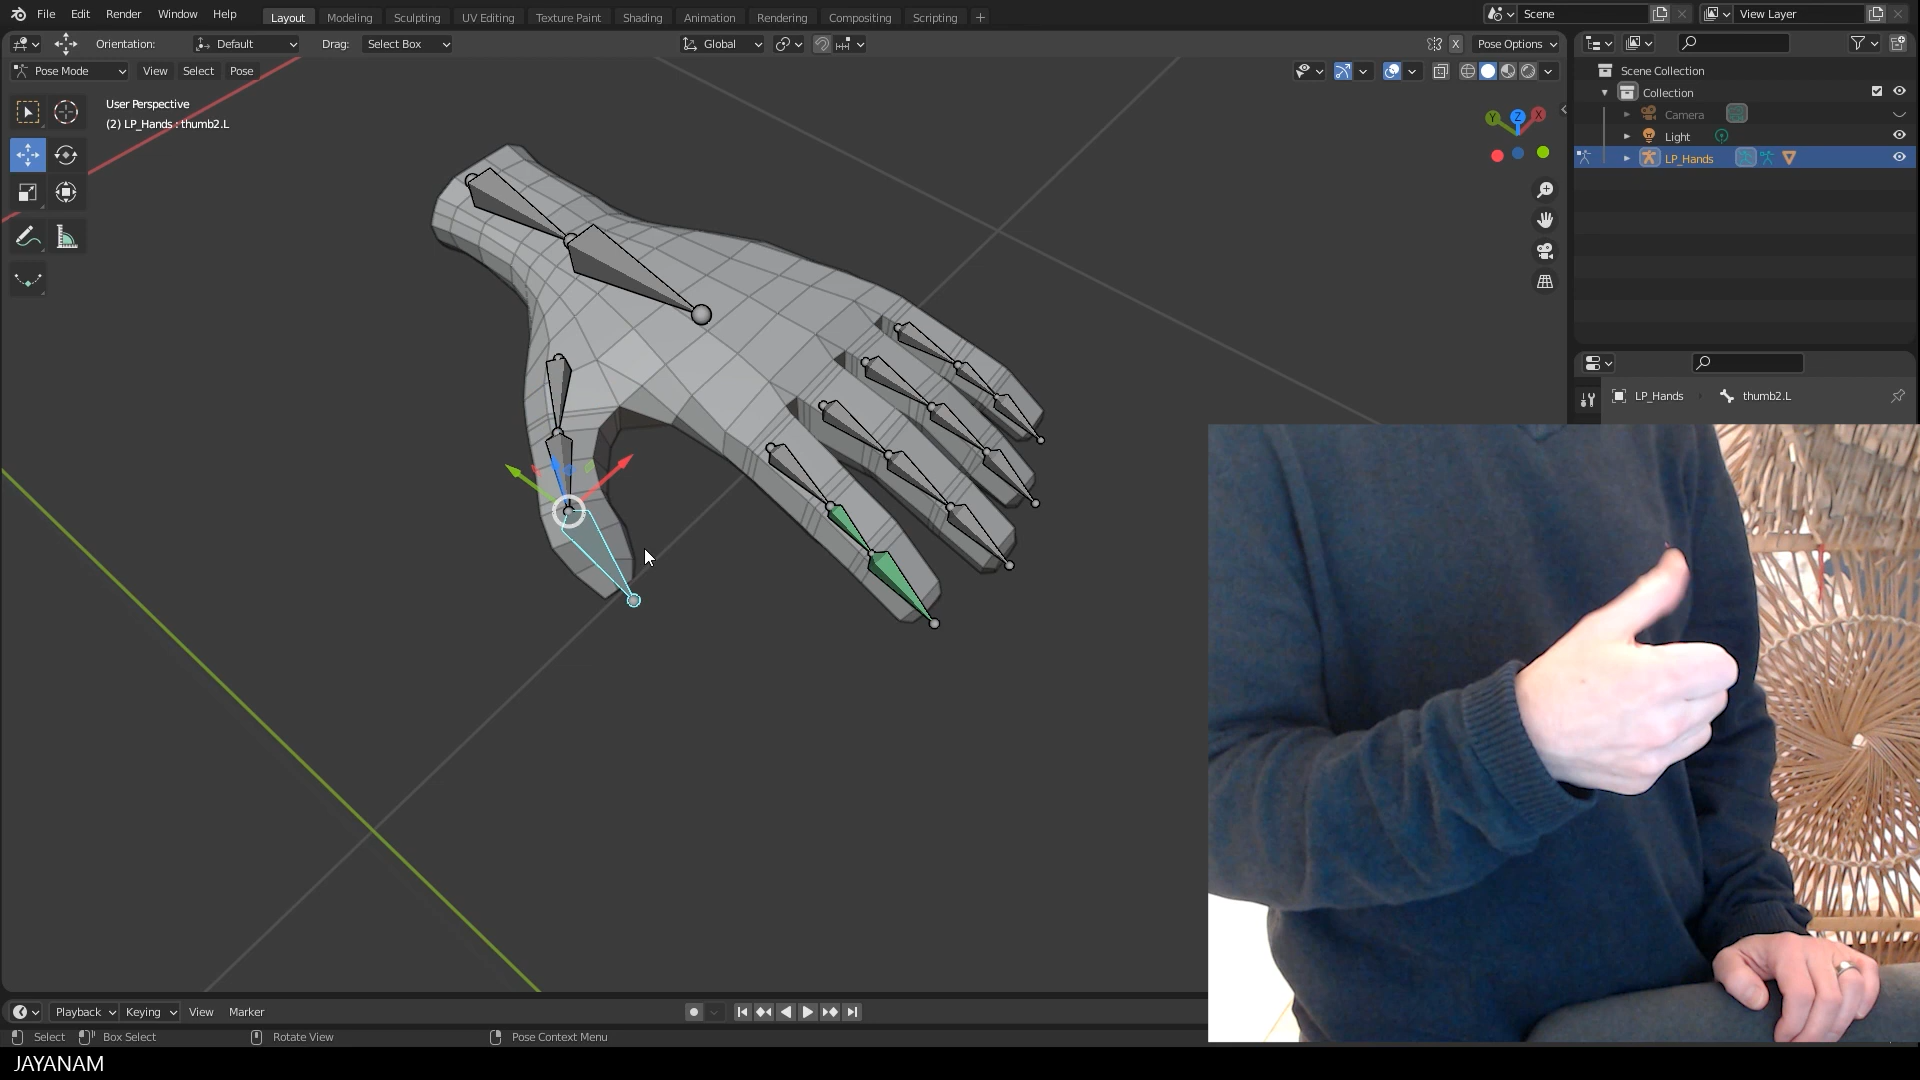 File Edit Render Window Help Layout Modeling Sculpting UV Editing Texture Paint Shading Animation Rendering Compositing Scripting + Scene View Layer
Orientation: Default Drag: Select Box Global X Pose Options
Pose Mode View Select Pose
User Perspective
(2) LP_Hands : thumb2.L
Y Z X
Scene Collection
Collection
Camera
Light
LP_Hands
LP_Hands thumb2.L
Playback Keying View Marker
Select Box Select Rotate View Pose Context Menu
JAYANAM